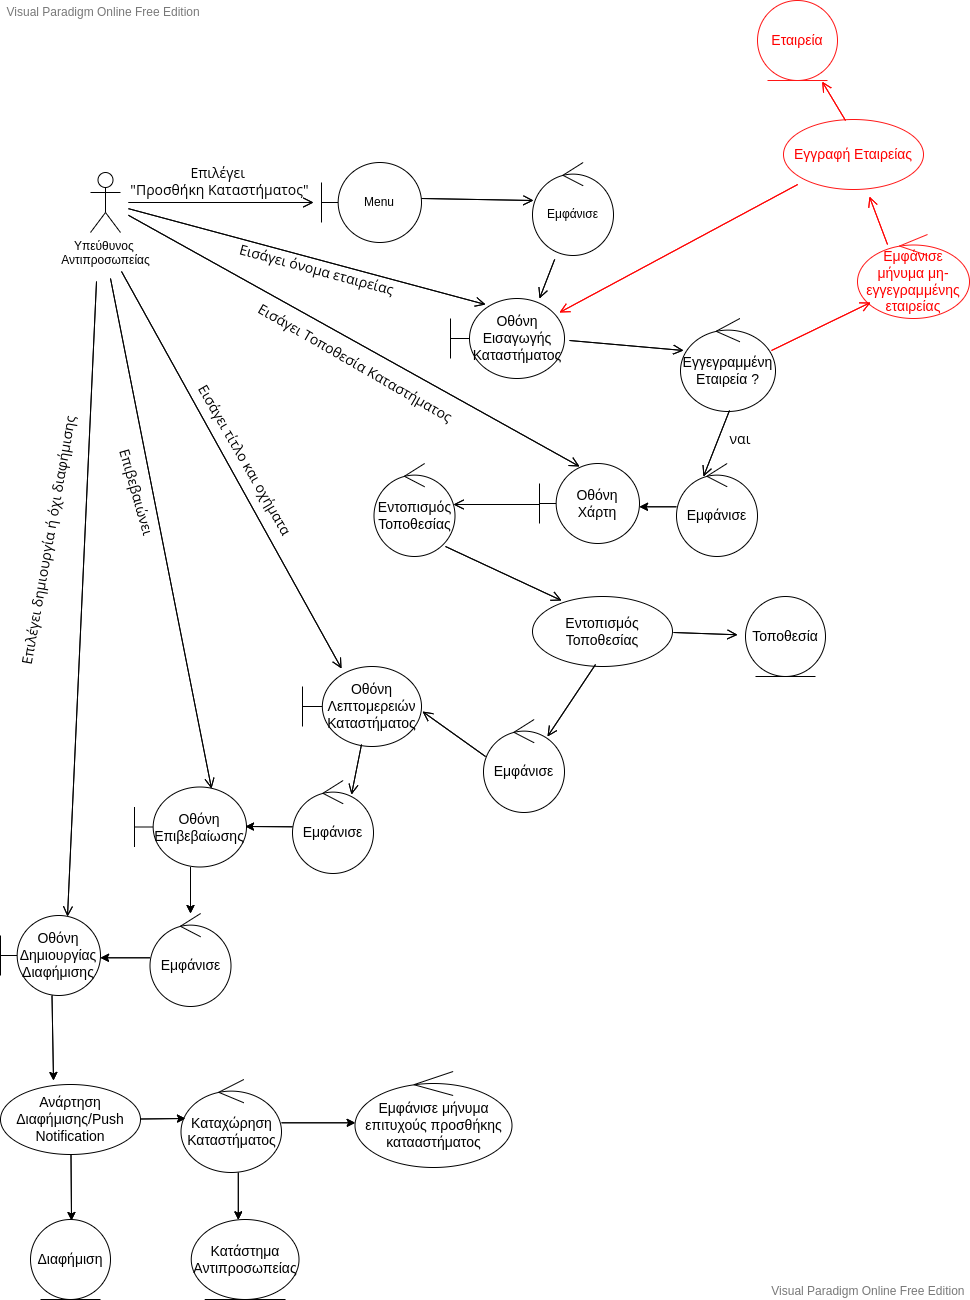 Visual Paradigm Online Free Edition
Εταιρεία
Εγγραφή Εταιρείας
Επιλέγει
"Προσθήκη Καταστήματος"
Menu
Εμφάνισε
Υπεύθυνος
Αντιπροσωπείας
Εισάγει όνομα εταιρείας
Εμφάνισε
μήνυμα μη-
εγγεγραμμένης
εταιρείας
Οθόνη
Εισαγωγής
Καταστήματος
Εγγεγραμμένη
Εταιρεία ?
Εισάγει Τοποθεσία Καταστήματος
ναι
Εισάγει τίτλο και οχήματα
Επιβεβαιώνει
Επιλέγει δημιουργία ή όχι διαφήμισης
Εντοπισμός
Τοποθεσίας
Οθόνη
Χάρτη
Εμφάνισε
Εντοπισμός
Τοποθεσίας
Τοποθεσία
Οθόνη
Λεπτομερειών
Καταστήματος
Εμφάνισε
Οθόνη
Επιβεβαίωσης
Εμφάνισε
Οθόνη
Δημιουργίας
Διαφήμισης
Εμφάνισε
Ανάρτηση
Διαφήμισης/Push
Notification
Καταχώρηση
Καταστήματος
Εμφάνισε μήνυμα
επιτυχούς προσθήκης
κατααστήματος
Διαφήμιση
Κατάστημα
Αντιπροσωπείας
Visual Paradigm Online Free Edition